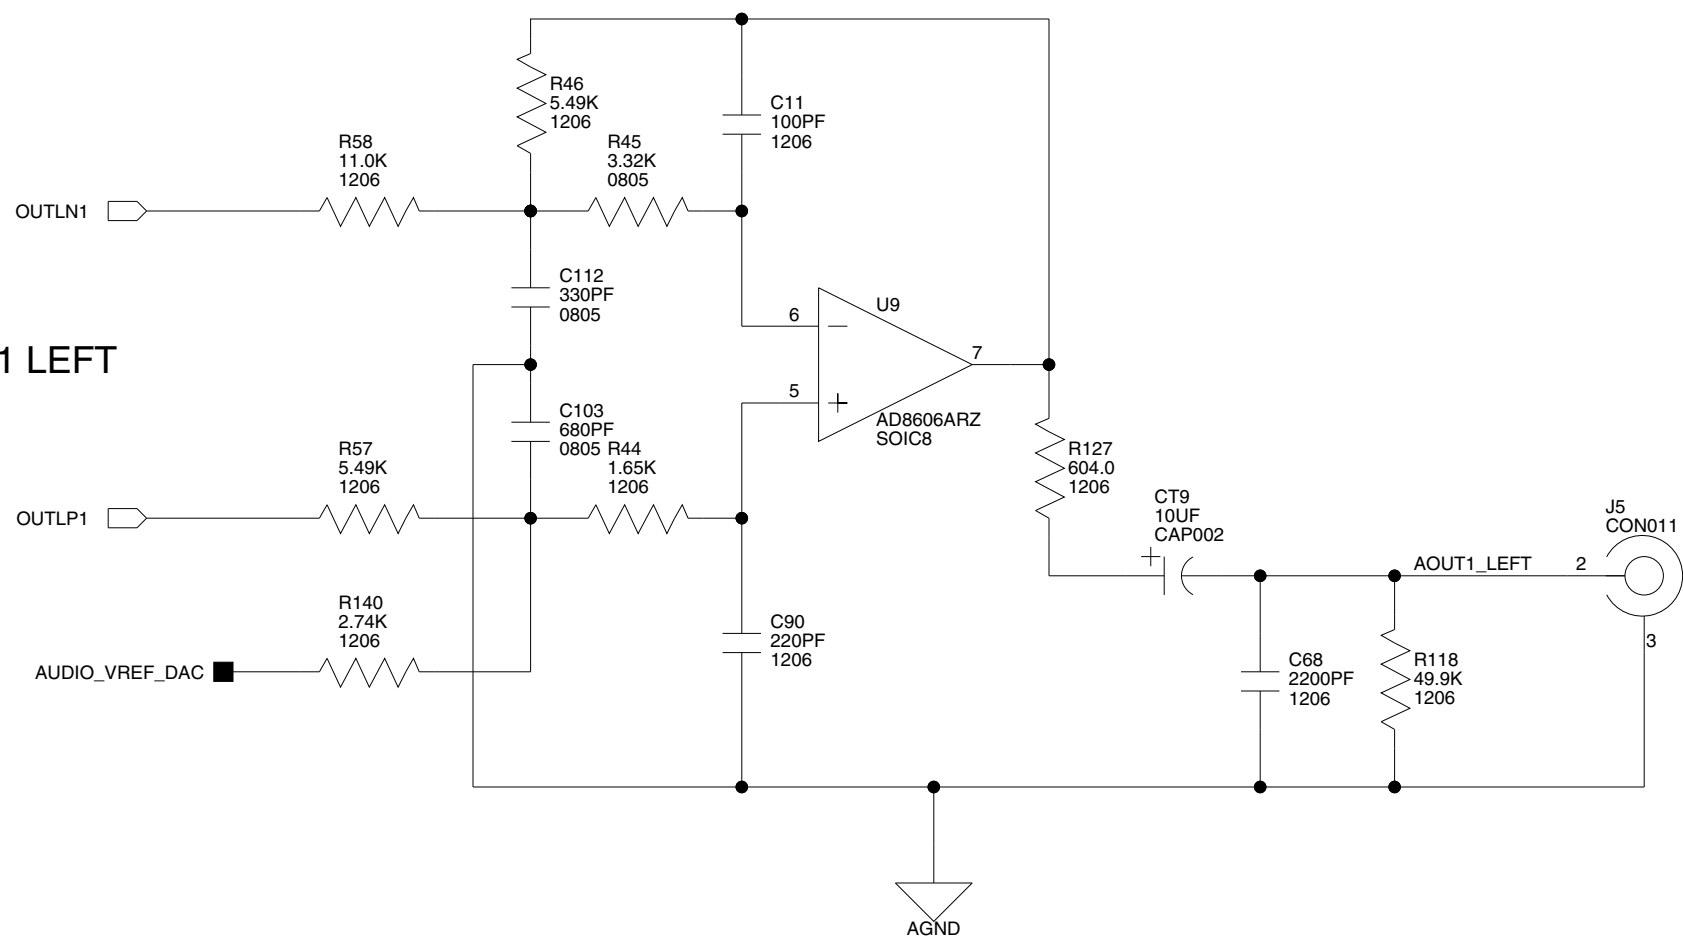 R46
5.49K
1206
C11
100PF
1206
R58
11.0K
1206
R45
3.32K
0805
OUTLN1
C112
330PF
0805
6
U9
1 LEFT
7
5
AD8606ARZ
SOIC8
C103
680PF
0805
R57
5.49K
1206
R44
1.65K
1206
R127
604.0
1206
OUTLP1
CT9
10UF
CAP002
J5
CON011
AOUT1_LEFT
2
R140
2.74K
1206
C90
220PF
1206
3
AUDIO_VREF_DAC
C68
2200PF
1206
R118
49.9K
1206
AGND